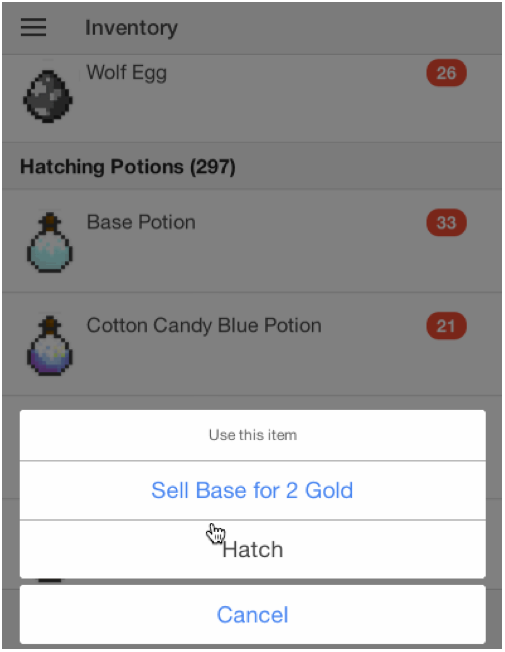 Inventory
Wolf Egg 26
Hatching Potions (297)
Base Potion 33
Cotton Candy Blue Potion 21
Use this item
Sell Base for 2 Gold
Hatch
Cancel